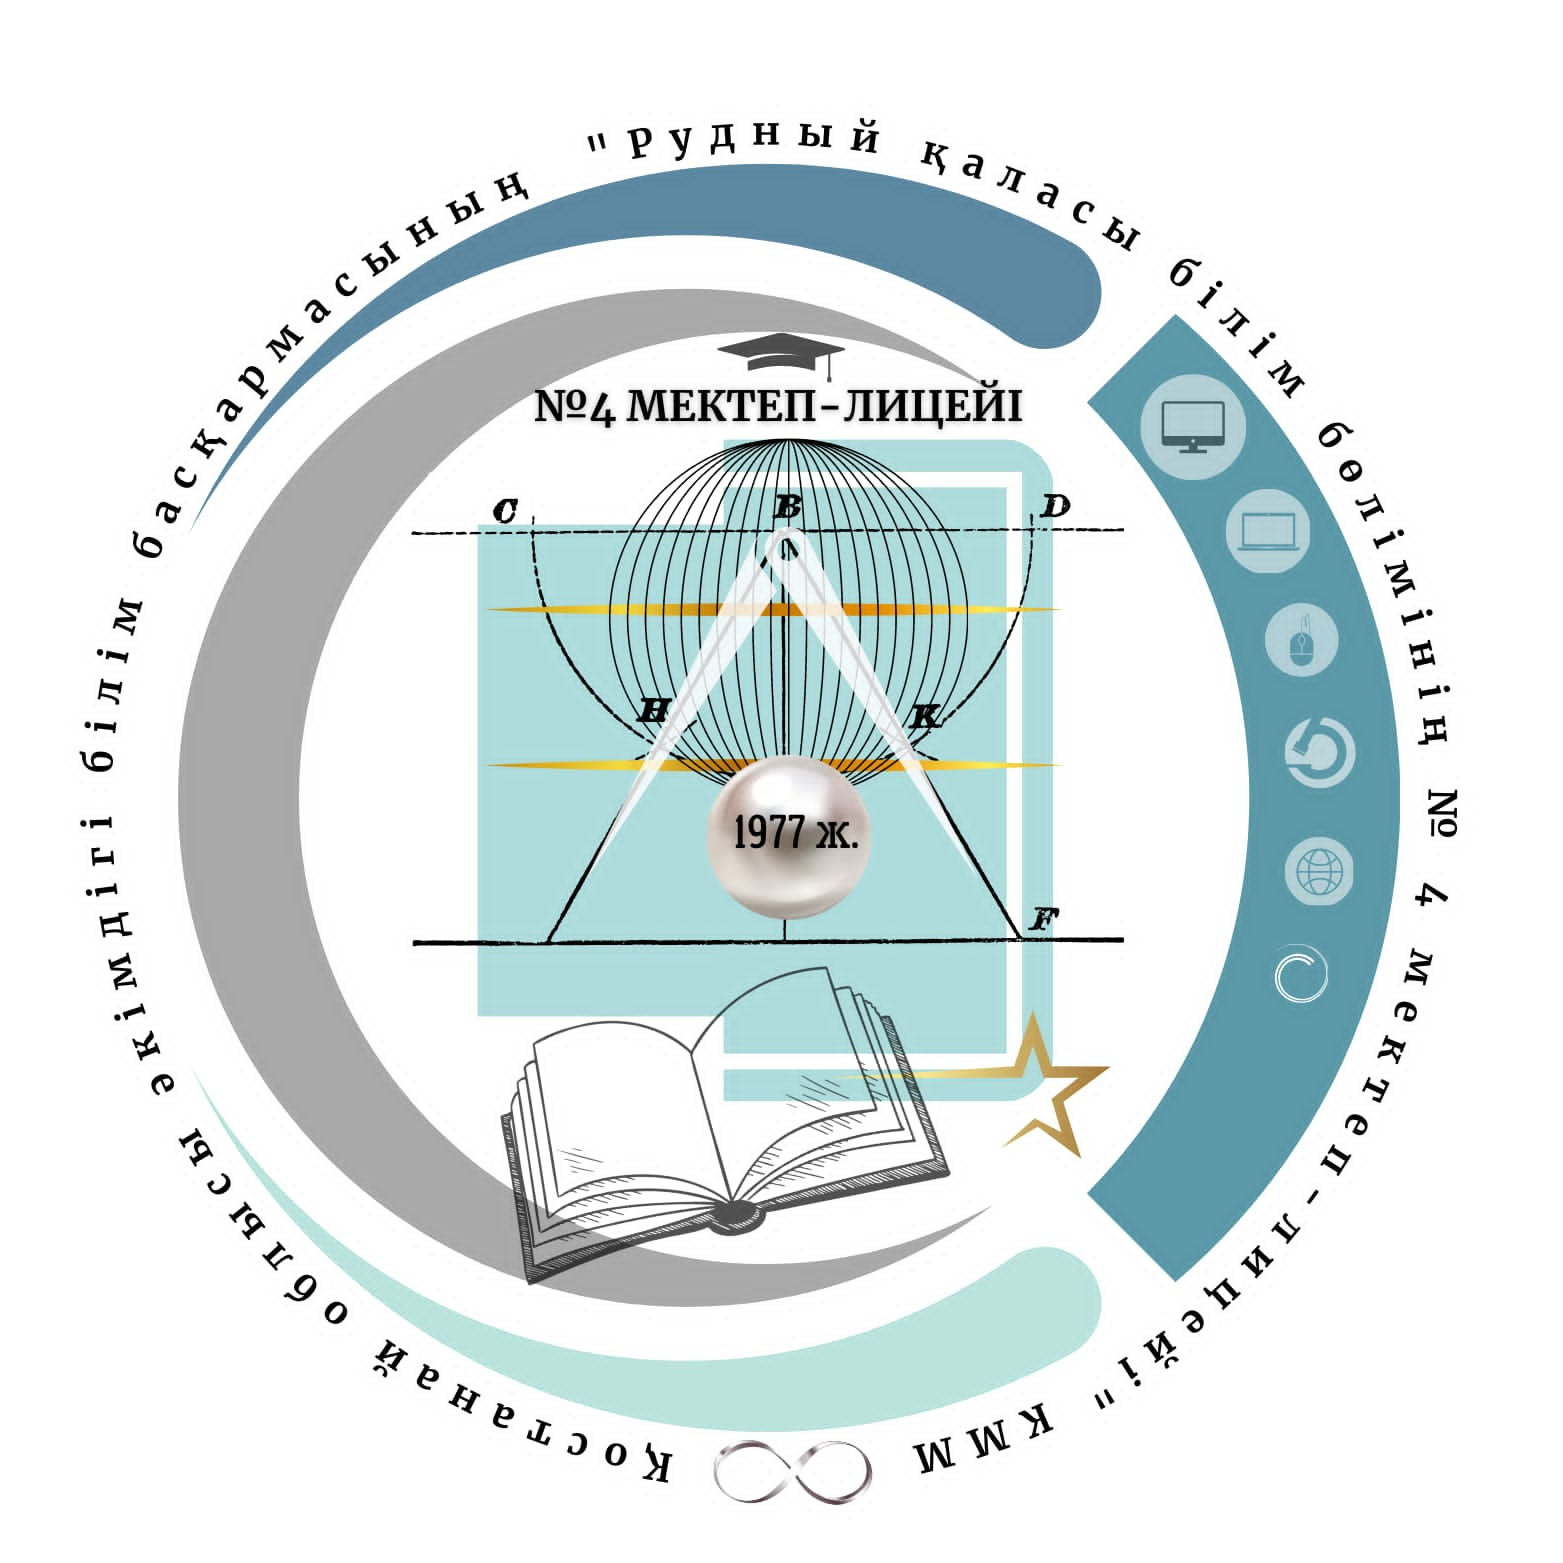 Қостанай облысы әкімдігі білім басқармасының "Рудный қаласы білім бөлімінің № 4 мектеп-лицейі" КММ
№4 МЕКТЕП-ЛИЦЕЙІ
C B D
H K
1977 ж.
F